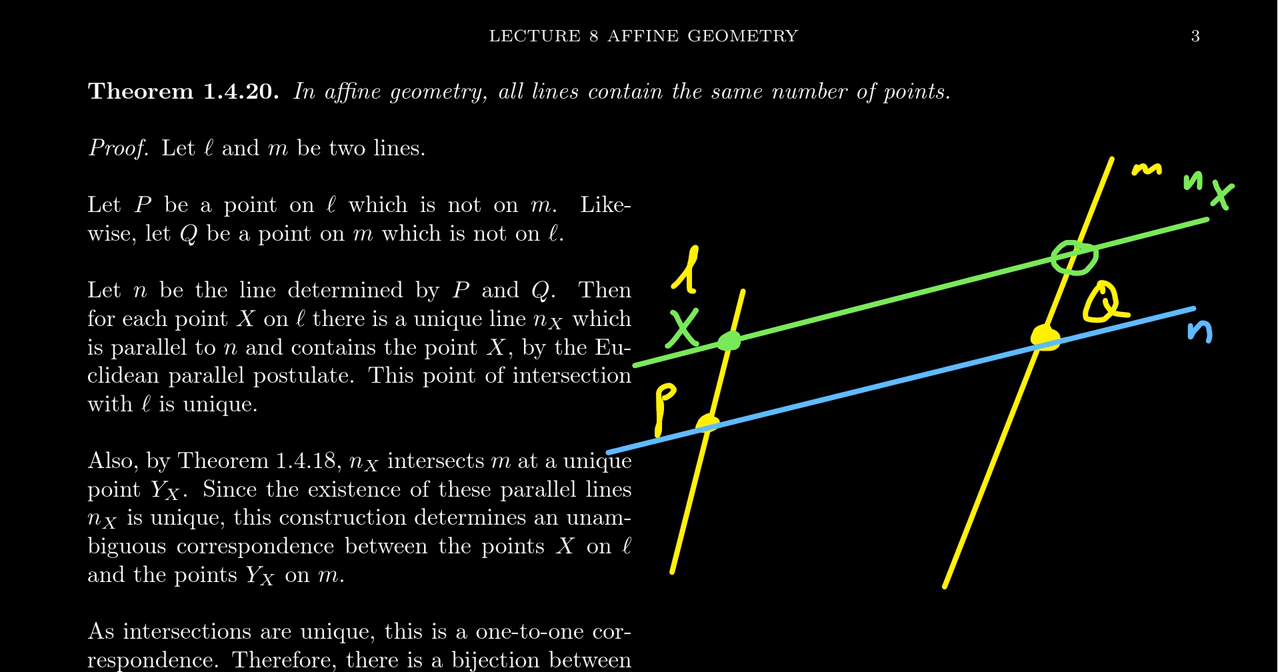 LECTURE 8 AFFINE GEOMETRY 3
Theorem 1.4.20. In affine geometry, all lines contain the same number of points.
Proof. Let ℓ and m be two lines.
Let P be a point on ℓ which is not on m. Like-
wise, let Q be a point on m which is not on ℓ.
Let n be the line determined by P and Q. Then
for each point X on ℓ there is a unique line n_X which
is parallel to n and contains the point X, by the Eu-
clidean parallel postulate. This point of intersection
with ℓ is unique.
Also, by Theorem 1.4.18, n_X intersects m at a unique
point Y_X. Since the existence of these parallel lines
n_X is unique, this construction determines an unam-
biguous correspondence between the points X on ℓ
and the points Y_X on m.
As intersections are unique, this is a one-to-one cor-
respondence. Therefore, there is a bijection between
m
n_X
ℓ
X
Q
n
P